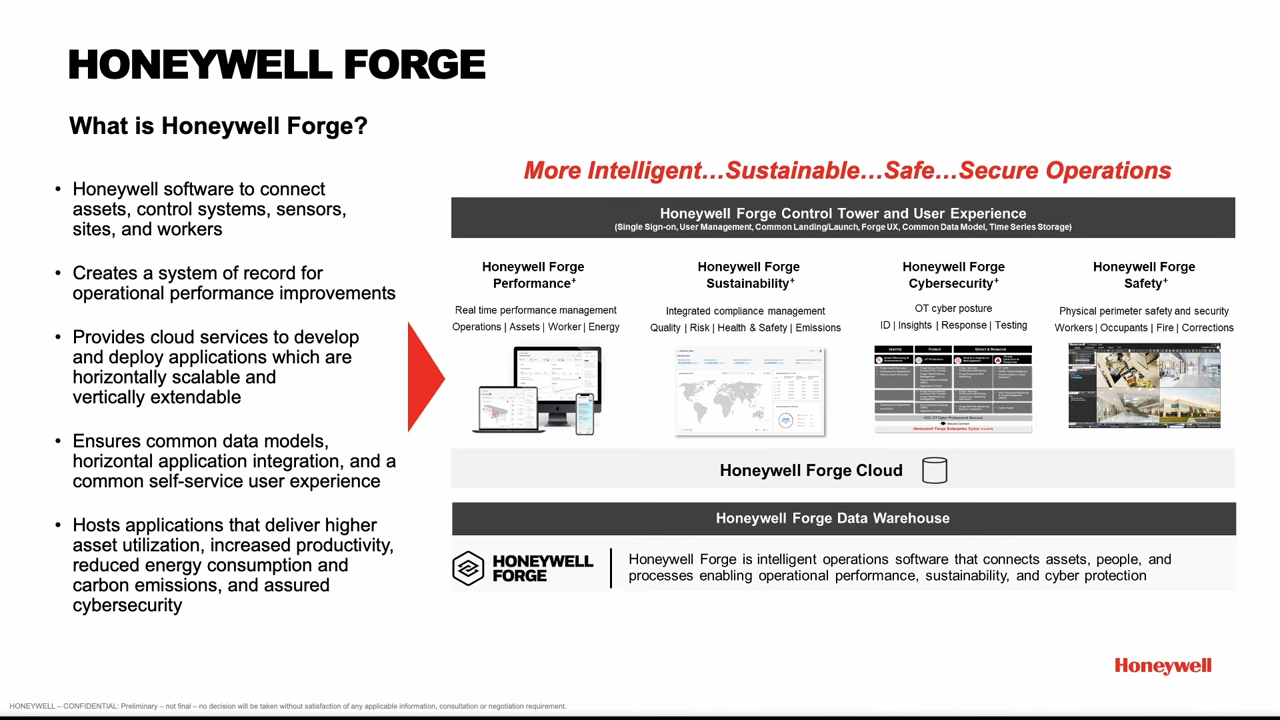 HONEYWELL FORGE
What is Honeywell Forge?
• Honeywell software to connect
assets, control systems, sensors,
sites, and workers
• Creates a system of record for
operational performance improvements
• Provides cloud services to develop
and deploy applications which are
horizontally scalable and
vertically extendable
• Ensures common data models,
horizontal application integration, and a
common self-service user experience
• Hosts applications that deliver higher
asset utilization, increased productivity,
reduced energy consumption and
carbon emissions, and assured
cybersecurity
More Intelligent…Sustainable…Safe…Secure Operations
Honeywell Forge Control Tower and User Experience
(Single Sign-on, User Management, Common Landing/Launch, Forge UX, Common Data Model, Time Series Storage)
Honeywell Forge
Performance+
Real time performance management
Operations | Assets | Worker | Energy
Honeywell Forge
Sustainability+
Integrated compliance management
Quality | Risk | Health & Safety | Emissions
Honeywell Forge
Cybersecurity+
OT cyber posture
ID | Insights | Response | Testing
Identify Protect Detect & Respond
Honeywell Forge Enterprise Cyber
Honeywell Forge
Safety+
Physical perimeter safety and security
Workers | Occupants | Fire | Corrections
Honeywell Forge Cloud
Honeywell Forge Data Warehouse
HONEYWELL
FORGE
Honeywell Forge is intelligent operations software that connects assets, people, and
processes enabling operational performance, sustainability, and cyber protection
Honeywell
HONEYWELL – CONFIDENTIAL: Preliminary – not final – no decision will be taken without satisfaction of any applicable information, consultation or negotiation requirement.